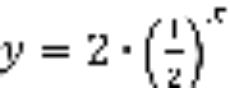 y = 2 · (1/2)